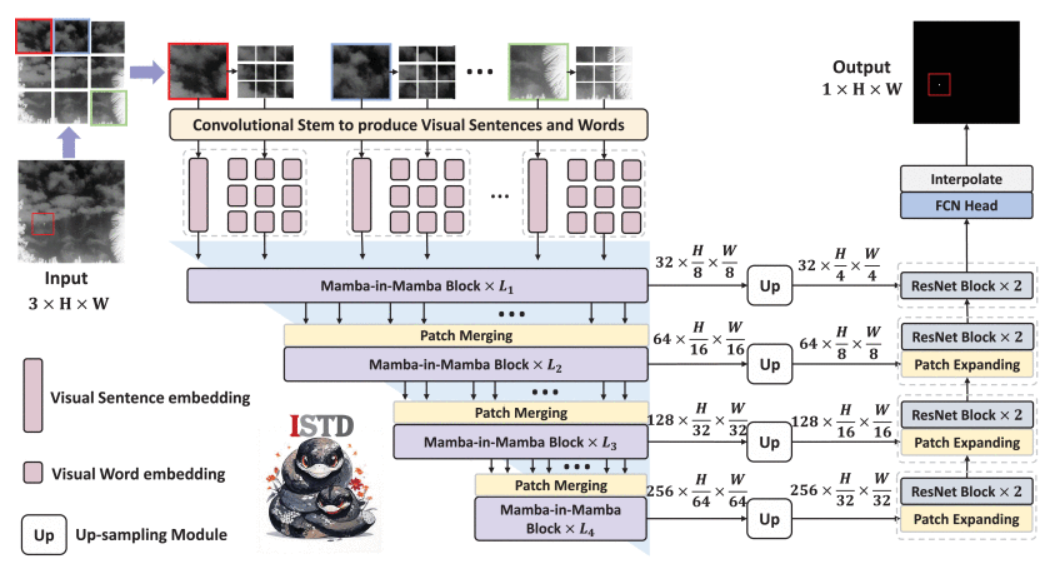 Input
3 × H × W
Visual Sentence embedding
Visual Word embedding
Up
Up-sampling Module
Convolutional Stem to produce Visual Sentences and Words
...
Mamba-in-Mamba Block × L₁
...
Patch Merging
Mamba-in-Mamba Block × L₂
...
Patch Merging
Mamba-in-Mamba Block × L₃
...
Patch Merging
Mamba-in-Mamba
Block × L₄
ISTD
32 × H/8 × W/8
Up
32 × H/4 × W/4
64 × H/16 × W/16
Up
64 × H/8 × W/8
128 × H/32 × W/32
Up
128 × H/16 × W/16
256 × H/64 × W/64
Up
256 × H/32 × W/32
Output
1 × H × W
Interpolate
FCN Head
ResNet Block × 2
ResNet Block × 2
Patch Expanding
ResNet Block × 2
Patch Expanding
ResNet Block × 2
Patch Expanding